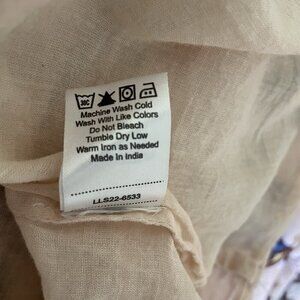 Machine Wash Cold
Wash With Like Colors
Do Not Bleach
Tumble Dry Low
Warm Iron as Needed
Made In India
LLS22-6533